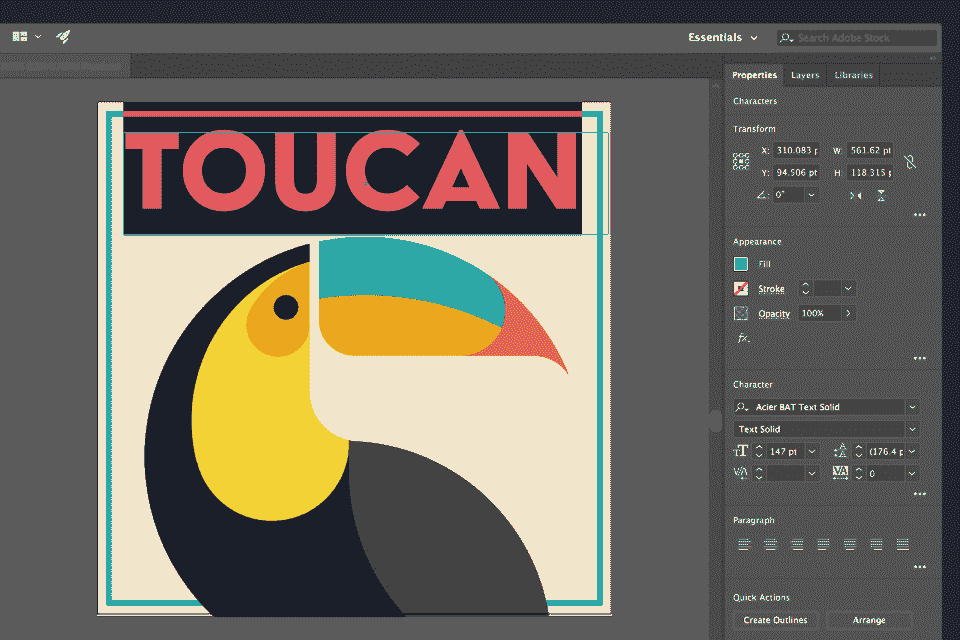 Essentials
Search Adobe Stock
Properties Layers Libraries
Characters
Transform
X: 310.083 p W: 561.62 pt
Y: 94.506 pt H: 118.315 p
0°
Appearance
Fill
Stroke
Opacity 100%
fx.
Character
Acier BAT Text Solid
Text Solid
147 pt (176.4 p
0
Paragraph
Quick Actions
Create Outlines Arrange
TOUCAN